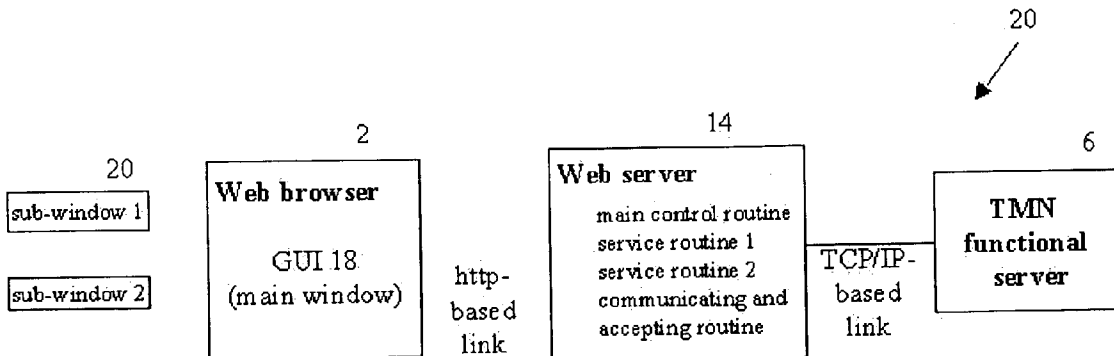 20
2
14
6
20
sub-window 1
sub-window 2
Web browser
GUI 18
(main window)
http-
based
link
Web server
main control routine
service routine 1
service routine 2
communicating and
accepting routine
TCP/IP-
based
link
TMN
functional
server